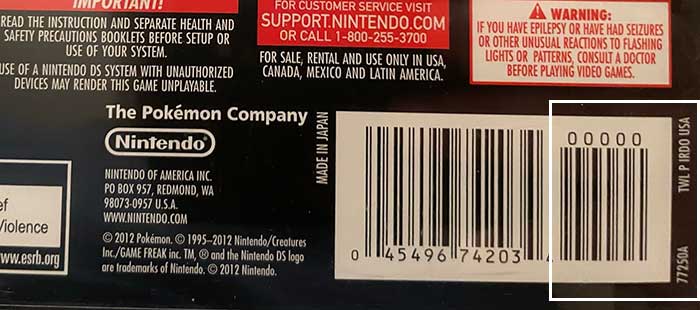 IMPORTANT!
READ THE INSTRUCTION AND SEPARATE HEALTH AND
SAFETY PRECAUTIONS BOOKLETS BEFORE SETUP OR
USE OF YOUR SYSTEM.
USE OF A NINTENDO DS SYSTEM WITH UNAUTHORIZED
DEVICES MAY RENDER THIS GAME UNPLAYABLE.
FOR CUSTOMER SERVICE VISIT
SUPPORT.NINTENDO.COM
OR CALL 1-800-255-3700
FOR SALE, RENTAL AND USE ONLY IN USA,
CANADA, MEXICO AND LATIN AMERICA.
WARNING:
IF YOU HAVE EPILEPSY OR HAVE HAD SEIZURES
OR OTHER UNUSUAL REACTIONS TO FLASHING
LIGHTS OR PATTERNS, CONSULT A DOCTOR
BEFORE PLAYING VIDEO GAMES.
The Pokémon Company
Nintendo®
NINTENDO OF AMERICA INC.
PO BOX 957, REDMOND, WA
98073-0957 U.S.A.
WWW.NINTENDO.COM
© 2012 Pokémon. © 1995–2012 Nintendo/Creatures
Inc./GAME FREAK inc. TM, ® and the Nintendo DS logo
are trademarks of Nintendo. © 2012 Nintendo.
Violence
www.esrb.org
MADE IN JAPAN
0 45496 74203
00000
TWL P IRDO USA
77250A